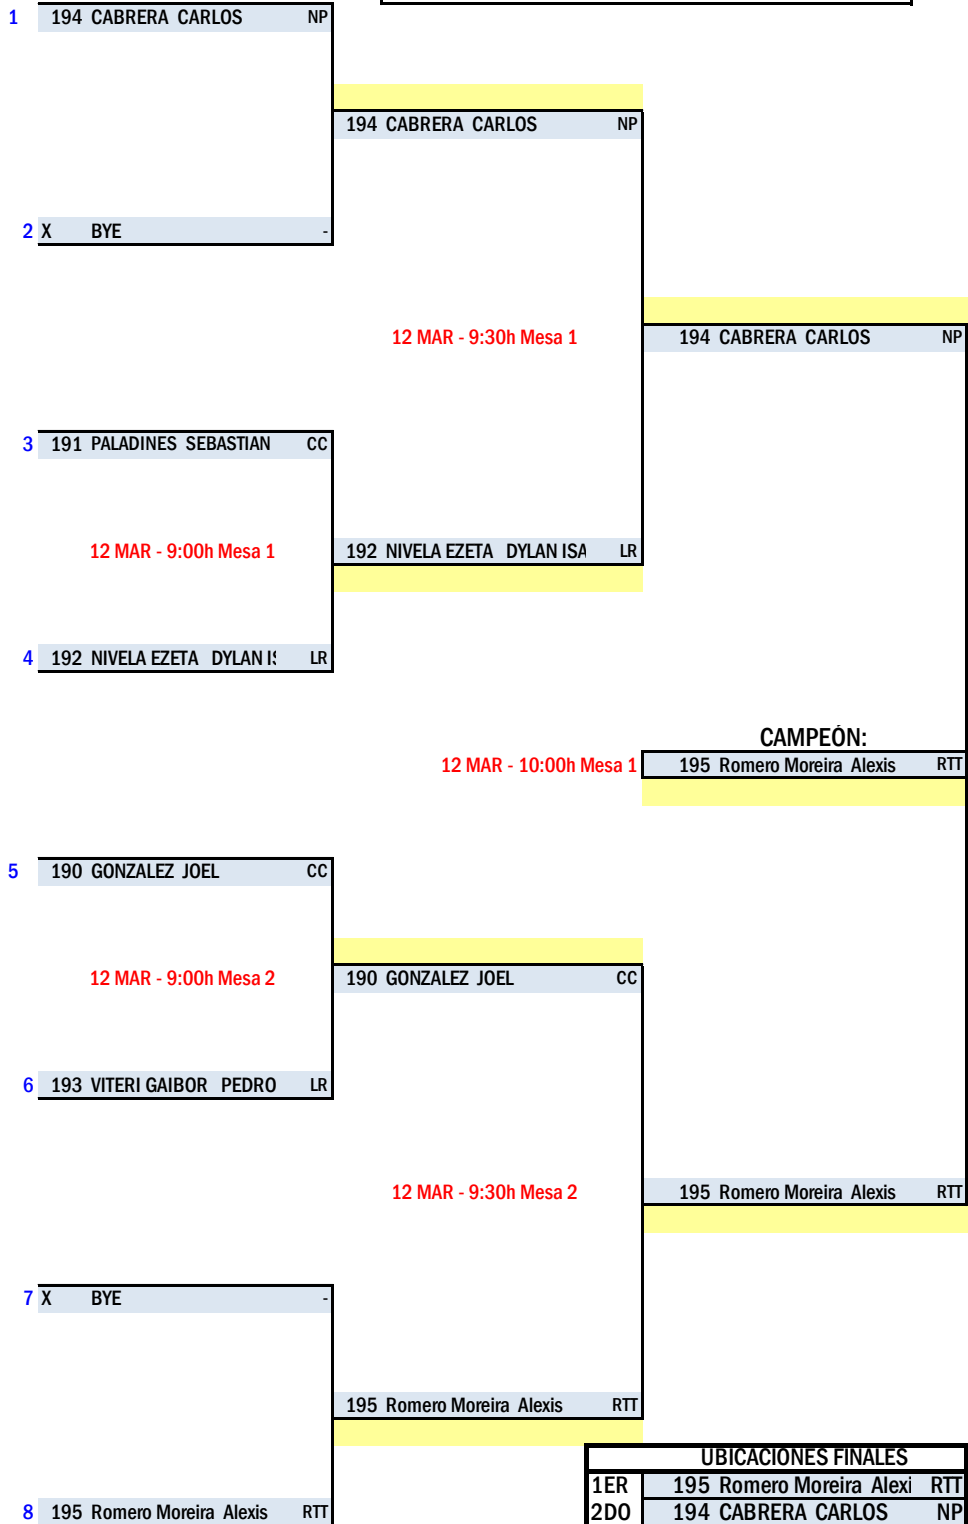 1 194 CABRERA CARLOS NP
194 CABRERA CARLOS NP
2 X BYE -
12 MAR - 9:30h Mesa 1
194 CABRERA CARLOS NP
3 191 PALADINES SEBASTIAN CC
12 MAR - 9:00h Mesa 1
192 NIVELA EZETA DYLAN ISA LR
4 192 NIVELA EZETA DYLAN IS LR
CAMPEÓN:
12 MAR - 10:00h Mesa 1
195 Romero Moreira Alexis RTT
5 190 GONZALEZ JOEL CC
12 MAR - 9:00h Mesa 2
190 GONZALEZ JOEL CC
6 193 VITERI GAIBOR PEDRO LR
12 MAR - 9:30h Mesa 2
195 Romero Moreira Alexis RTT
7 X BYE -
195 Romero Moreira Alexis RTT
UBICACIONES FINALES
1ER 195 Romero Moreira Alexi RTT
8 195 Romero Moreira Alexis RTT
2DO 194 CABRERA CARLOS NP